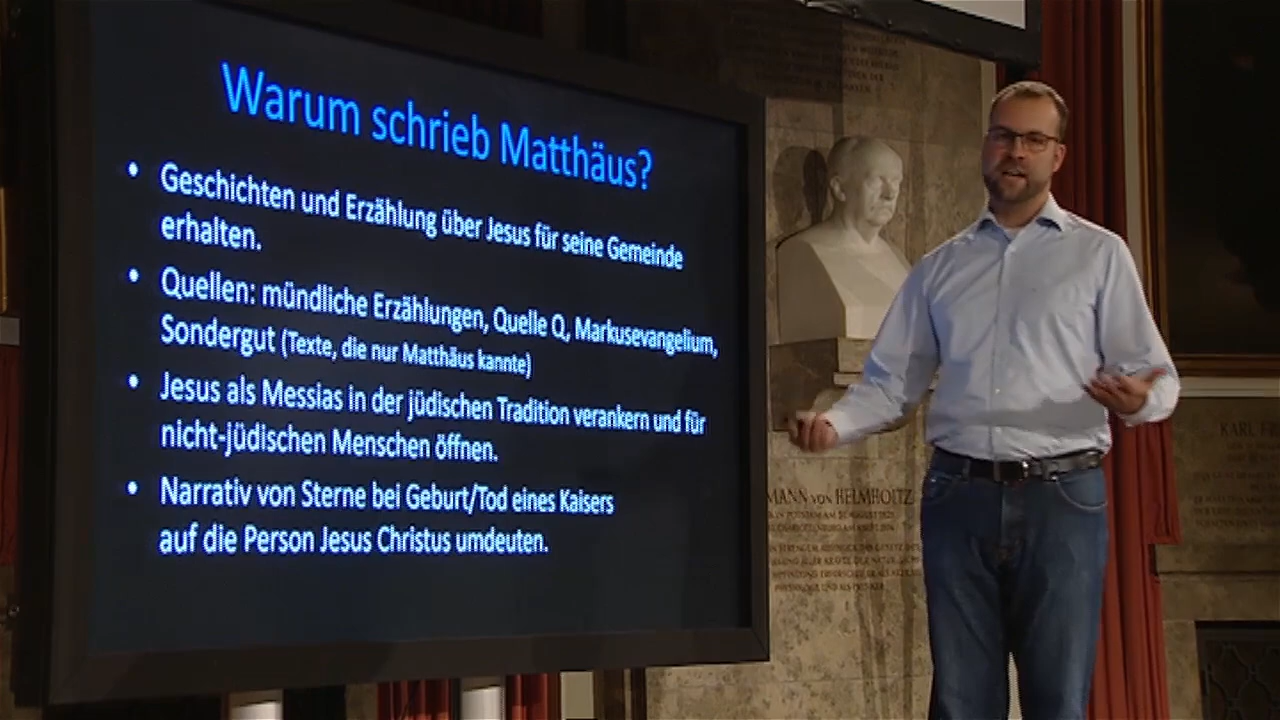 Warum schrieb Matthäus?
• Geschichten und Erzählung über Jesus für seine Gemeinde
erhalten.
• Quellen: mündliche Erzählungen, Quelle Q, Markusevangelium,
Sondergut (Texte, die nur Matthäus kannte)
• Jesus als Messias in der jüdischen Tradition verankern und für
nicht-jüdischen Menschen öffnen.
• Narrativ von Sterne bei Geburt/Tod eines Kaisers
auf die Person Jesus Christus umdeuten.
MANN VON HELMHOLTZ
KARL